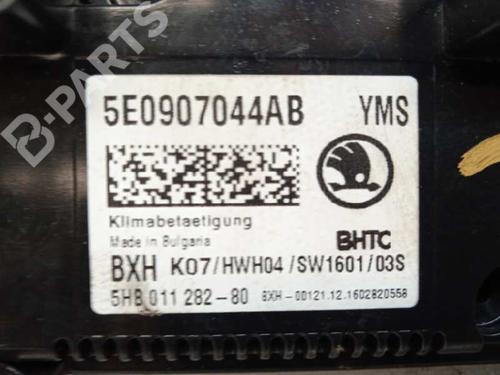 B-PARTS
5E0907044AB YMS
Klimabetaetigung
Made in Bulgaria BHTC
BXH K07/HWH04/SW1601/03S
5HB 011 282-80 BXH-00121.12.1602820558